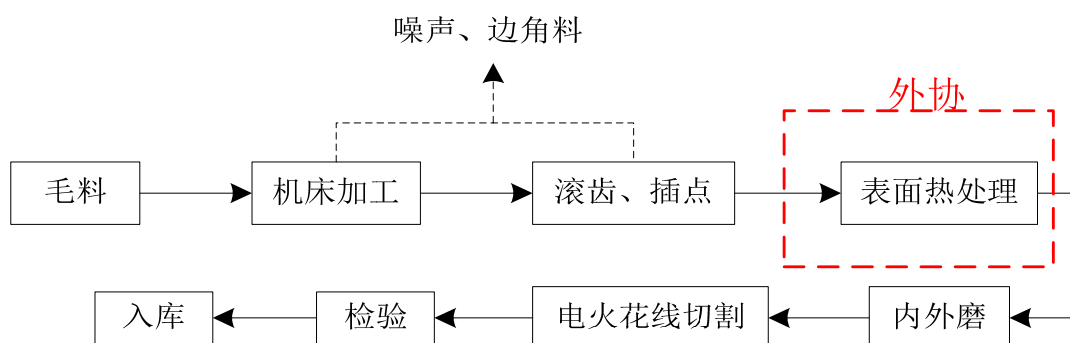 噪声、边角料
外协
毛料
机床加工
滚齿、插点
表面热处理
入库
检验
电火花线切割
内外磨